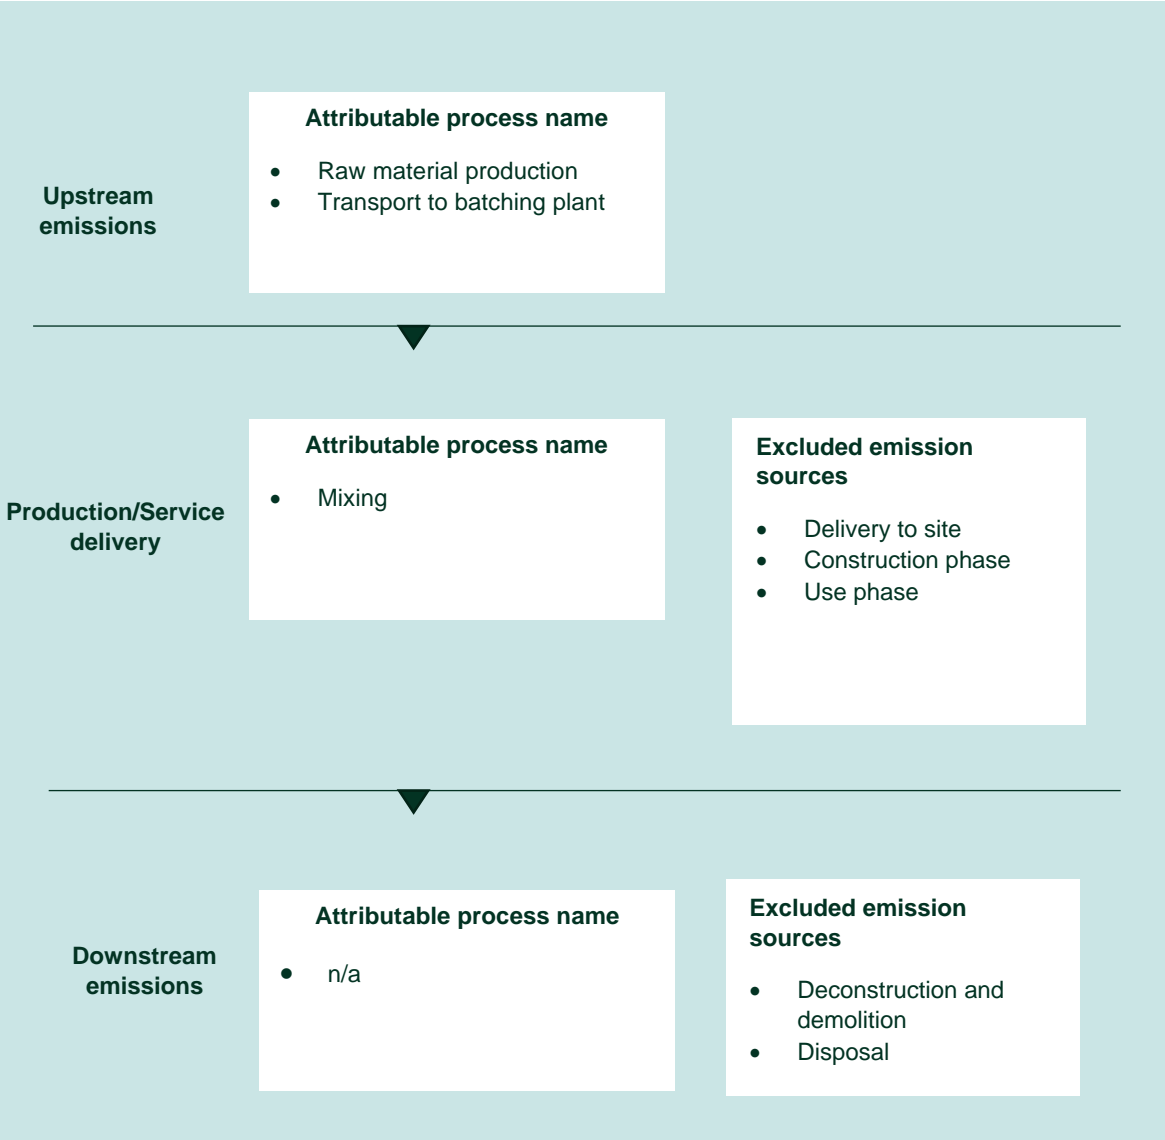 Attributable process name
• Raw material production
• Transport to batching plant
Upstream
emissions
Attributable process name
• Mixing
Production/Service
delivery
Excluded emission
sources
• Delivery to site
• Construction phase
• Use phase
Attributable process name
• n/a
Downstream
emissions
Excluded emission
sources
• Deconstruction and
demolition
• Disposal